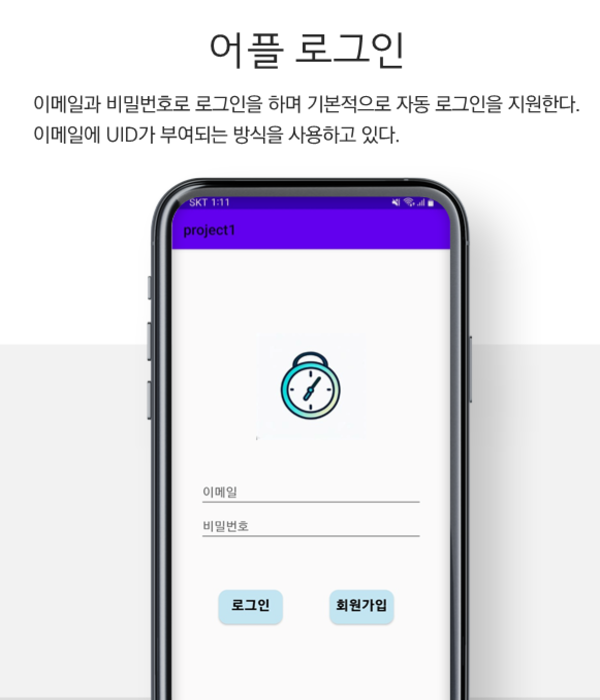 어플 로그인
이메일과 비밀번호로 로그인을 하며 기본적으로 자동 로그인을 지원한다.
이메일에 UID가 부여되는 방식을 사용하고 있다.
SKT 1:11
project1
이메일
비밀번호
로그인 회원가입